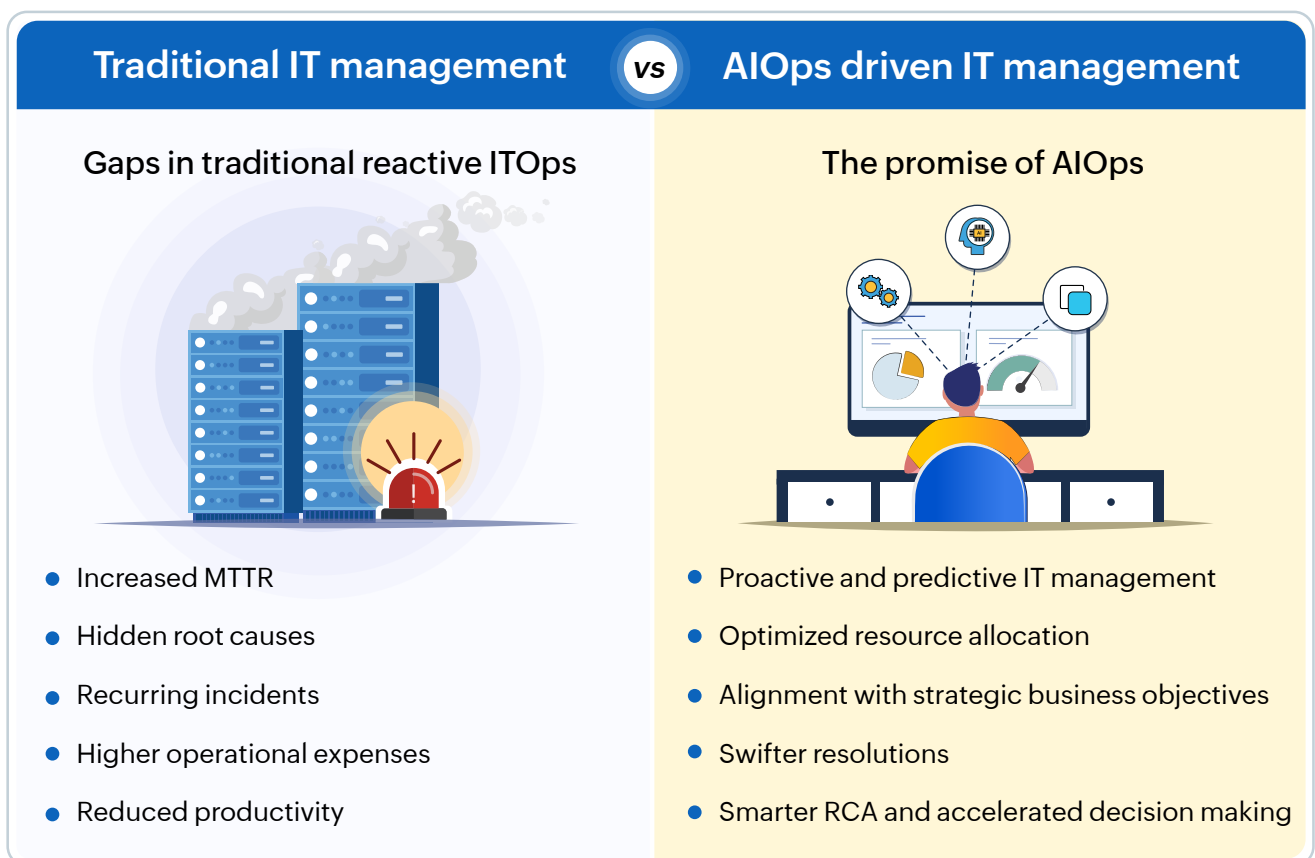 Traditional IT management
vs
AIOps driven IT management
Gaps in traditional reactive ITOps
Increased MTTR
Hidden root causes
Recurring incidents
Higher operational expenses
Reduced productivity
The promise of AIOps
AI
Proactive and predictive IT management
Optimized resource allocation
Alignment with strategic business objectives
Swifter resolutions
Smarter RCA and accelerated decision making